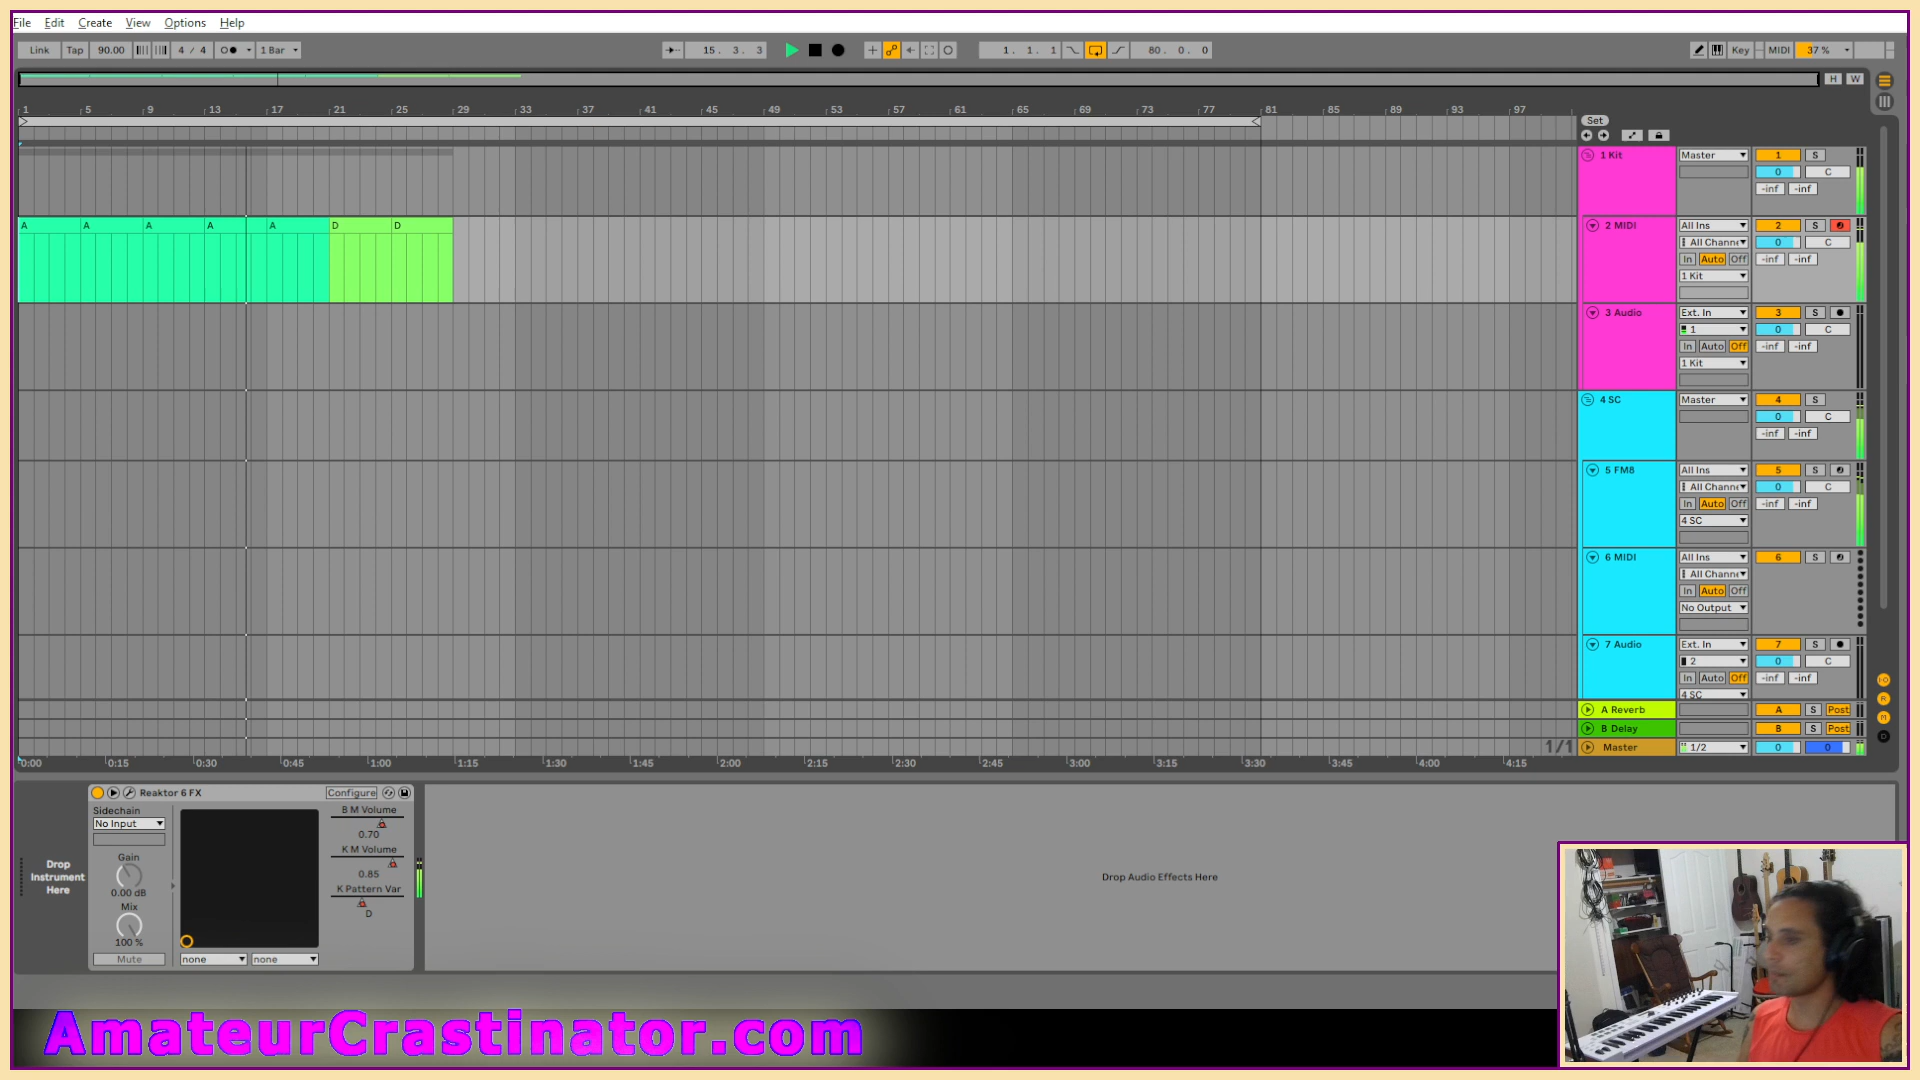 File Edit Create View Options Help
Link Tap 90.00 4 / 4 1 Bar 15. 3. 3 1. 1. 1 80. 0. 0 Key MIDI 37 %
H W
1 5 9 13 17 21 25 29 33 37 41 45 49 53 57 61 65 69 73 77 81 85 89 93 97
Set
1 Kit Master 1 S
0 C
-inf -inf
A A A A A D D
2 MIDI All Ins 2 S
All Channe 0 C
In Auto Off -inf -inf
1 Kit
3 Audio Ext. In 3 S
1 0 C
In Auto Off -inf -inf
1 Kit
4 SC Master 4 S
0 C
-inf -inf
5 FM8 All Ins 5 S
All Channe 0 C
In Auto Off -inf -inf
4 SC
6 MIDI All Ins 6 S
All Channe
In Auto Off
No Output
7 Audio Ext. In 7 S
2 0 C
In Auto Off -inf -inf
4 SC
A Reverb A S Post
B Delay B S Post
1/1 Master 1/2 0 0
0:00 0:15 0:30 0:45 1:00 1:15 1:30 1:45 2:00 2:15 2:30 2:45 3:00 3:15 3:30 3:45 4:00 4:15
Reaktor 6 FX Configure
Sidechain
No Input
Gain
0.00 dB
Mix
100 %
Mute
none none
B M Volume
0.70
K M Volume
0.85
K Pattern Var
D
Drop
Instrument
Here
Drop Audio Effects Here
AmateurCrastinator.com